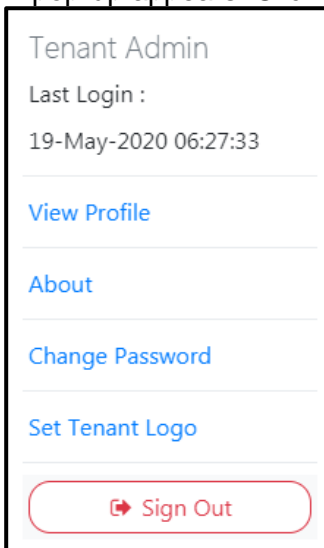 Tenant Admin
Last Login :
19-May-2020 06:27:33
View Profile
About
Change Password
Set Tenant Logo
Sign Out